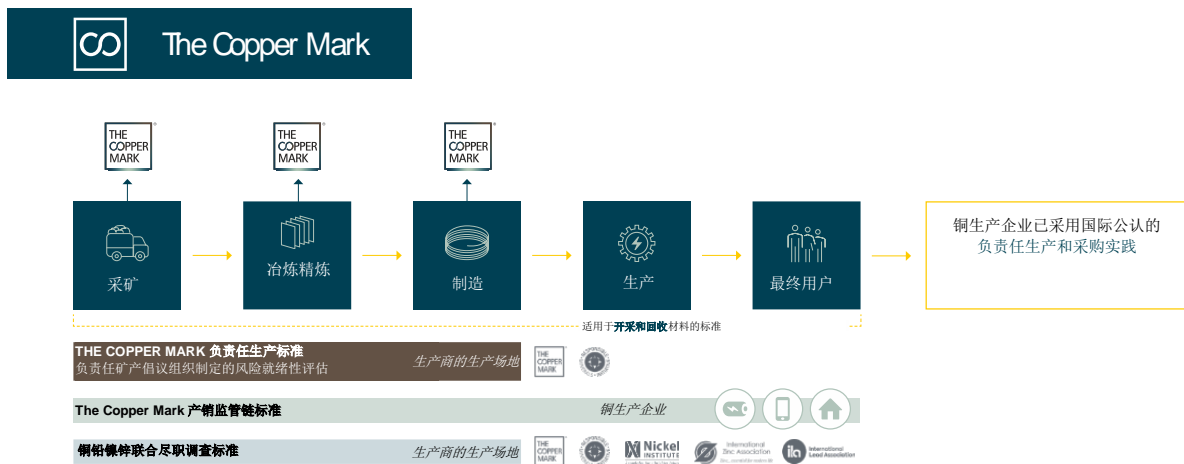 The Copper Mark
THE
COPPER
MARK
THE
COPPER
MARK
THE
COPPER
MARK
采矿
冶炼精炼
制造
生产
最终用户
铜生产企业已采用国际公认的
负责任生产和采购实践
适用于开采和回收材料的标准
THE COPPER MARK 负责任生产标准
负责任矿产倡议组织制定的风险就绪性评估
生产商的生产场地
THE
COPPER
MARK
The Copper Mark 产销监管链标准
铜生产企业
铜铅镍锌联合尽职调查标准
生产商的生产场地
THE
COPPER
MARK
Nickel
INSTITUTE
International
Zinc Association
ila
International
Lead Association